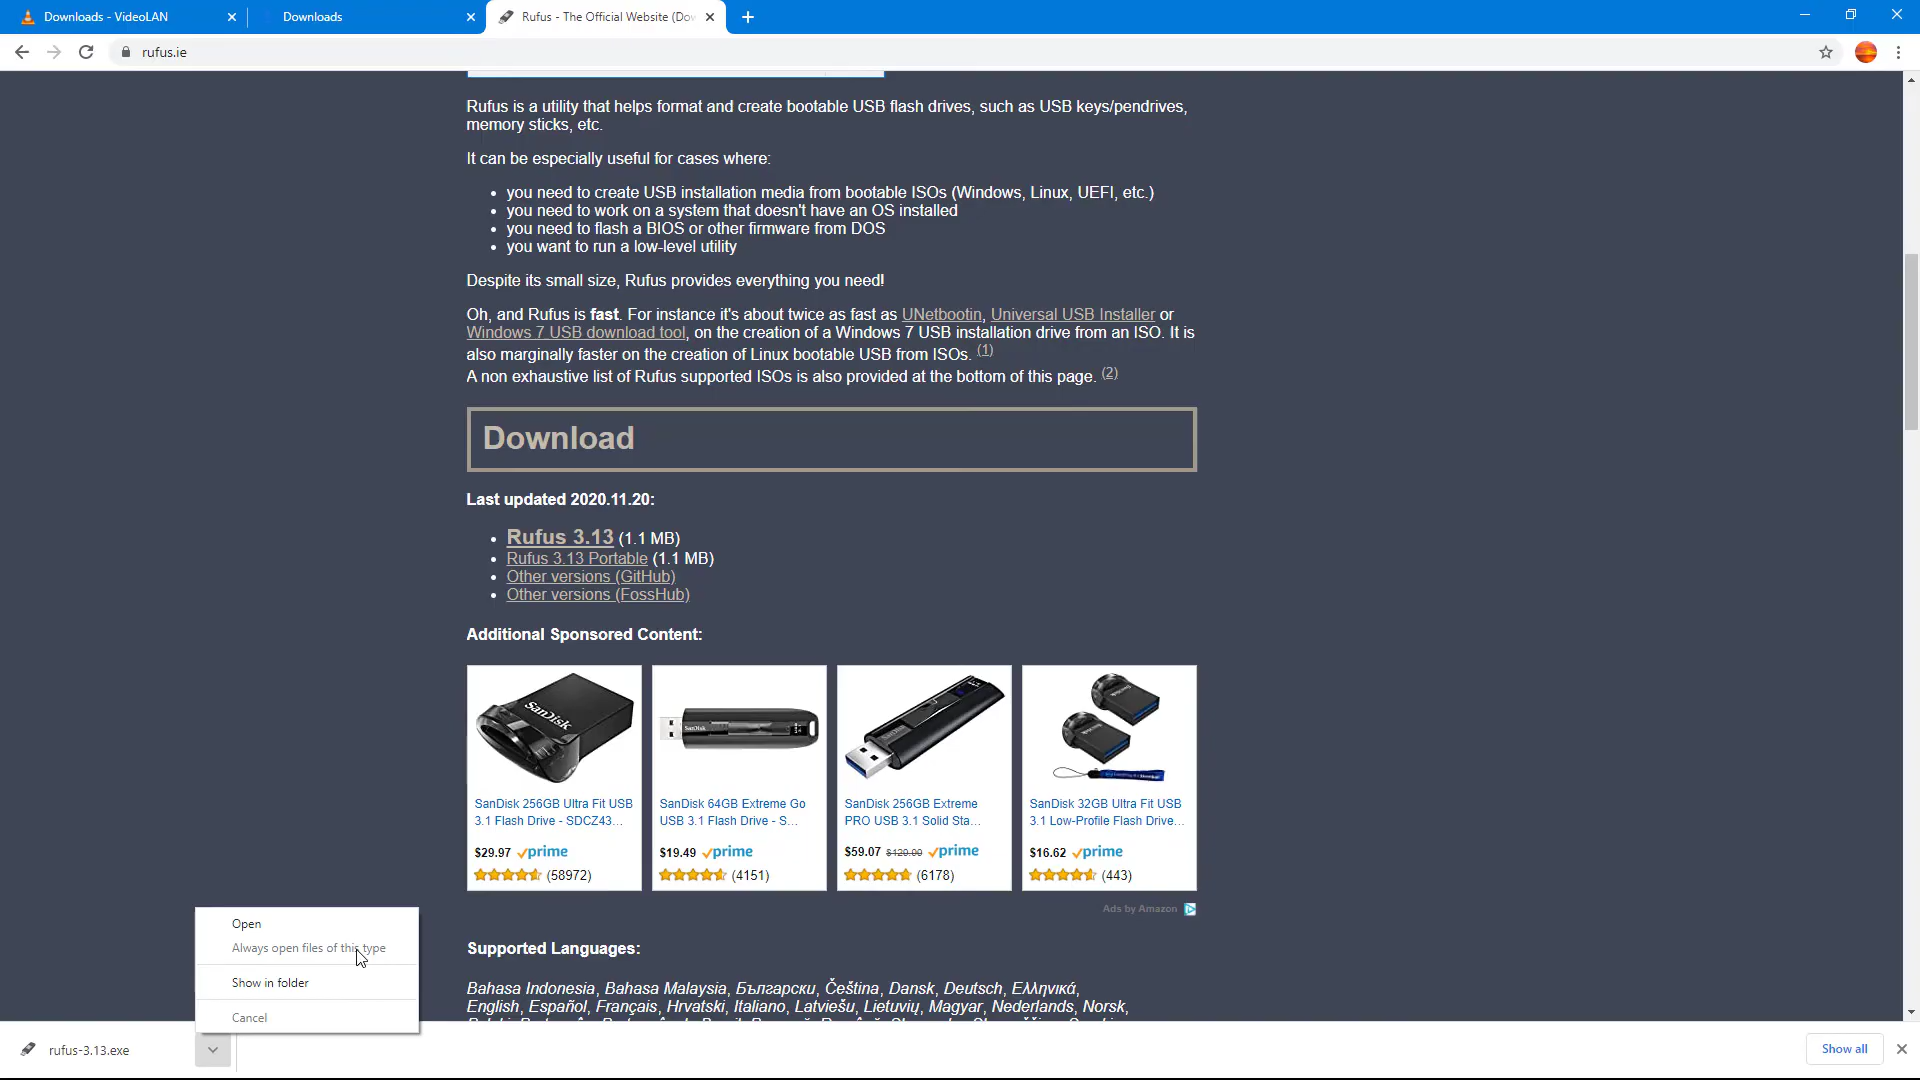 Downloads - VideoLAN
Downloads
Rufus - The Official Website (Dow
rufus.ie
Rufus is a utility that helps format and create bootable USB flash drives, such as USB keys/pendrives,
memory sticks, etc.
It can be especially useful for cases where:
• you need to create USB installation media from bootable ISOs (Windows, Linux, UEFI, etc.)
• you need to work on a system that doesn't have an OS installed
• you need to flash a BIOS or other firmware from DOS
• you want to run a low-level utility
Despite its small size, Rufus provides everything you need!
Oh, and Rufus is fast. For instance it's about twice as fast as UNetbootin, Universal USB Installer or
Windows 7 USB download tool, on the creation of a Windows 7 USB installation drive from an ISO. It is
also marginally faster on the creation of Linux bootable USB from ISOs. (1)
A non exhaustive list of Rufus supported ISOs is also provided at the bottom of this page. (2)
Download
Last updated 2020.11.20:
• Rufus 3.13 (1.1 MB)
• Rufus 3.13 Portable (1.1 MB)
• Other versions (GitHub)
• Other versions (FossHub)
Additional Sponsored Content:
SanDisk
SanDisk 256GB Ultra Fit USB
3.1 Flash Drive - SDCZ43...
$29.97 prime
(58972)
SanDisk
SanDisk 64GB Extreme Go
USB 3.1 Flash Drive - S...
$19.49 prime
(4151)
SanDisk 256GB Extreme
PRO USB 3.1 Solid Sta...
$59.07 $120.00 prime
(6178)
SanDisk 32GB Ultra Fit USB
3.1 Low-Profile Flash Drive...
$16.62 prime
(443)
Ads by Amazon
Supported Languages:
Bahasa Indonesia, Bahasa Malaysia, Български, Čeština, Dansk, Deutsch, Ελληνικά,
English, Español, Français, Hrvatski, Italiano, Latviešu, Lietuvių, Magyar, Nederlands, Norsk,
Open
Always open files of this type
Show in folder
Cancel
rufus-3.13.exe
Show all